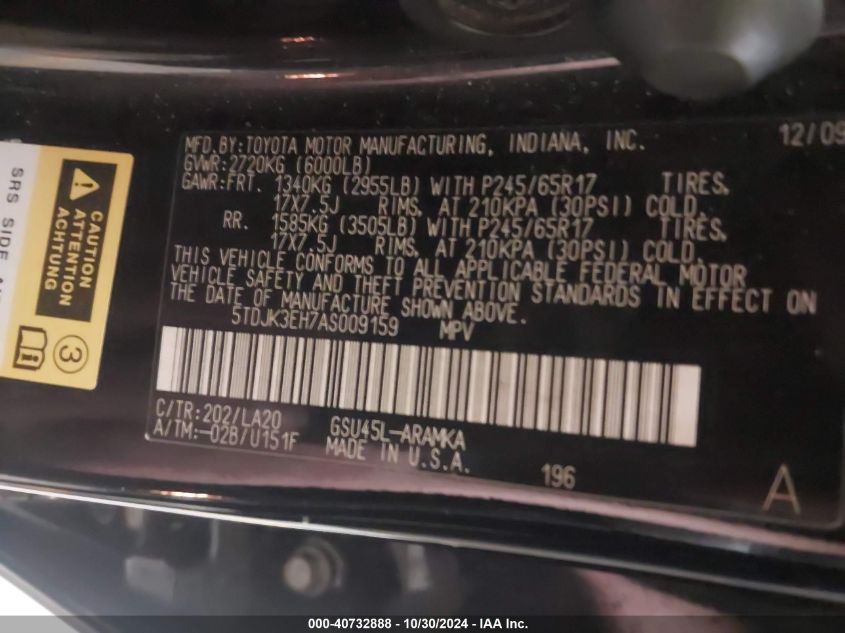 MFD. BY: TOYOTA MOTOR MANUFACTURING, INDIANA, INC. 12/09
GVWR: 2720KG (6000LB)
GAWR: FRT. 1340KG (2955LB) WITH P245/65R17 TIRES,
17X7.5J RIMS, AT 210KPA (30PSI) COLD.
RR. 1585KG (3505LB) WITH P245/65R17 TIRES,
17X7.5J RIMS, AT 210KPA (30PSI) COLD.
THIS VEHICLE CONFORMS TO ALL APPLICABLE FEDERAL MOTOR
VEHICLE SAFETY AND THEFT PREVENTION STANDARDS IN EFFECT ON
THE DATE OF MANUFACTURE SHOWN ABOVE.
5TDJK3EH7AS009159 MPV
C/TR: 202/LA20 GSU45L-ARAMKA
A/TM: -02B/U151F MADE IN U.S.A.
196
A
SRS SIDE
CAUTION
ATTENTION
ACHTUNG
3
000-40732888 - 10/30/2024 - IAA Inc.